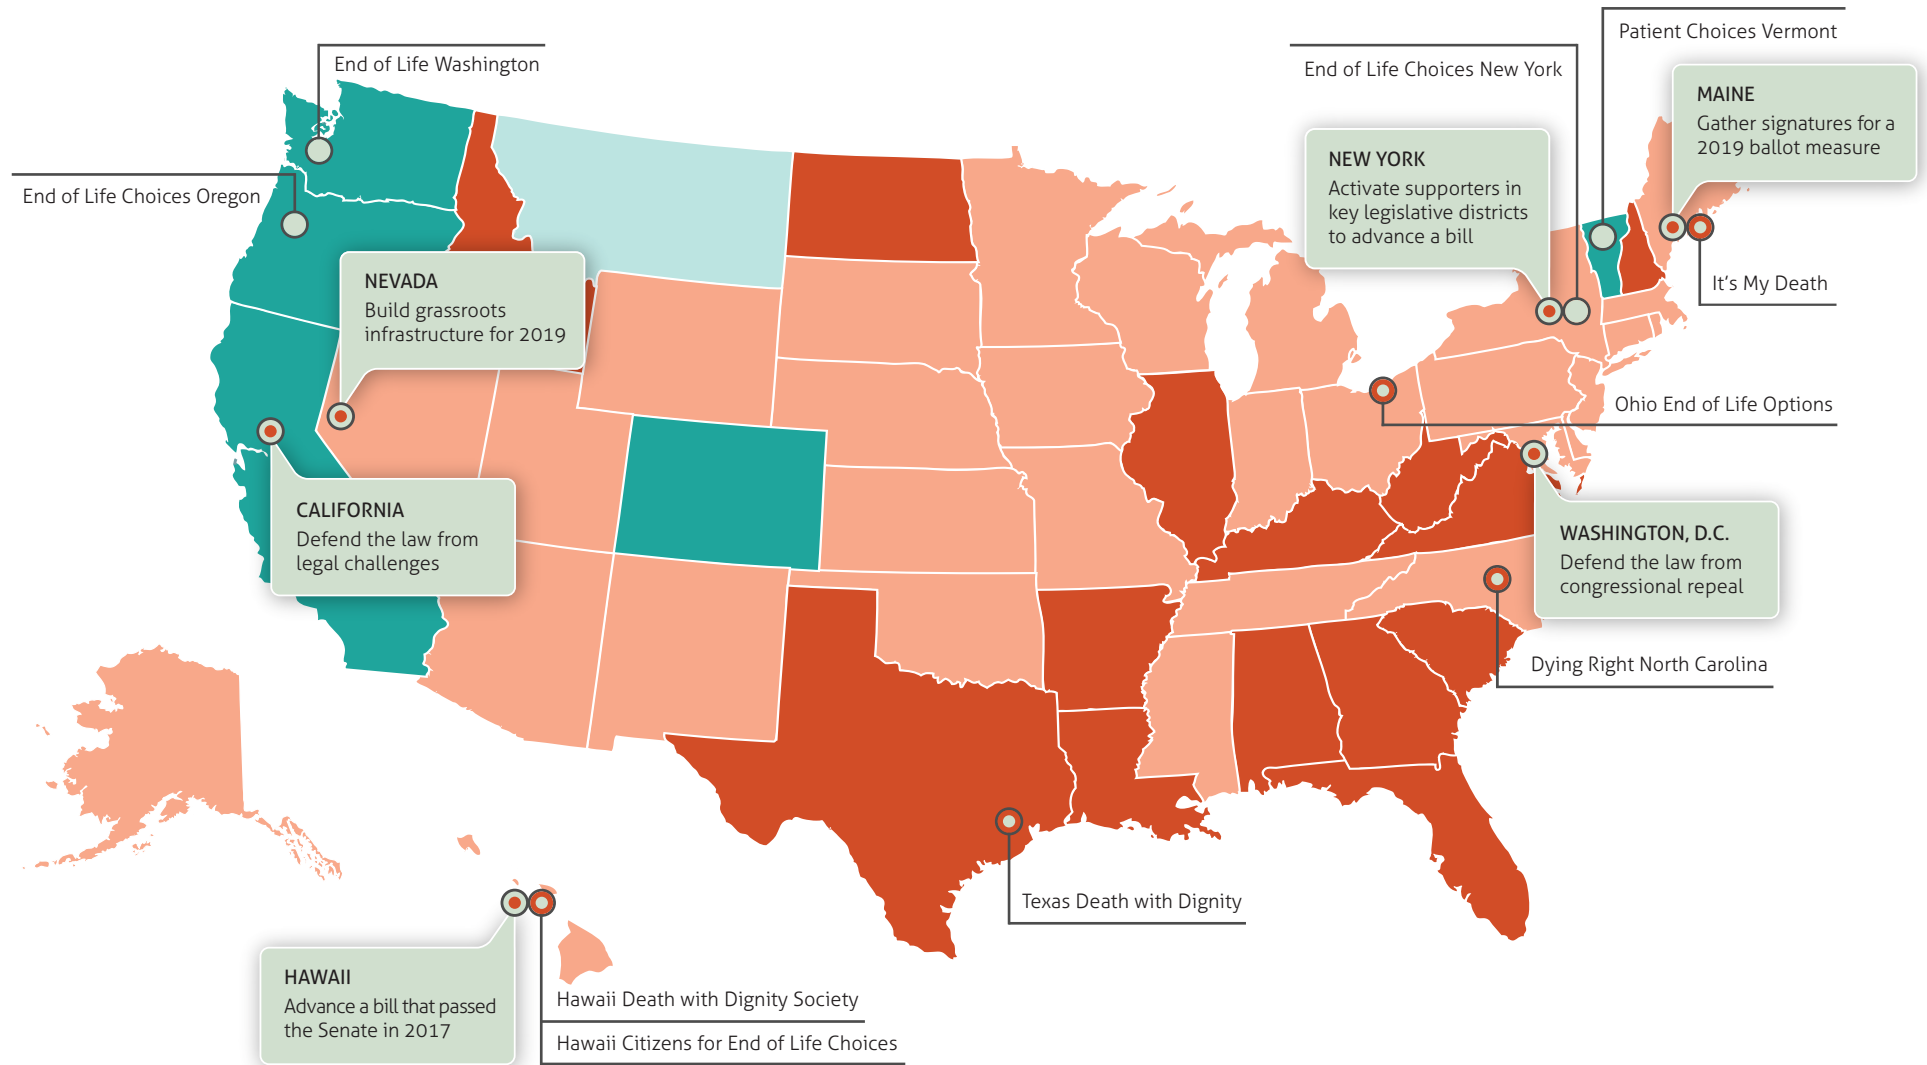 End of Life Washington
End of Life Choices Oregon
NEVADA
Build grassroots
infrastructure for 2019
CALIFORNIA
Defend the law from
legal challenges
HAWAII
Advance a bill that passed
the Senate in 2017
Hawaii Death with Dignity Society
Hawaii Citizens for End of Life Choices
Texas Death with Dignity
End of Life Choices New York
NEW YORK
Activate supporters in
key legislative districts
to advance a bill
Patient Choices Vermont
MAINE
Gather signatures for a
2019 ballot measure
It's My Death
Ohio End of Life Options
WASHINGTON, D.C.
Defend the law from
congressional repeal
Dying Right North Carolina